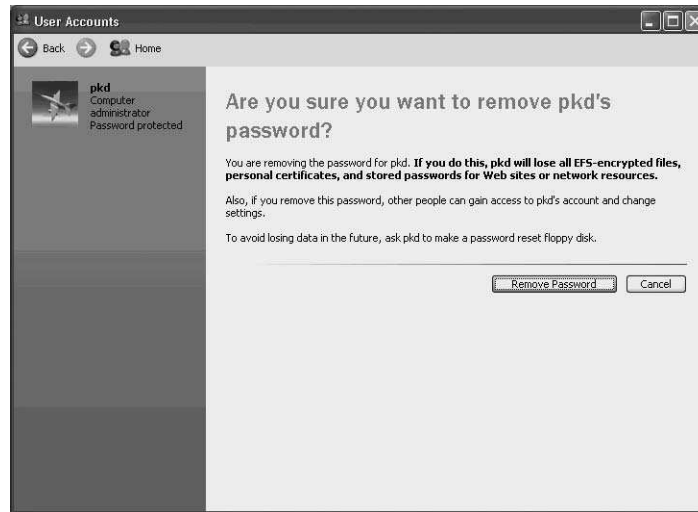 User Accounts
Back Home
pkd
Computer
administrator
Password protected
Are you sure you want to remove pkd's
password?
You are removing the password for pkd. If you do this, pkd will lose all EFS-encrypted files,
personal certificates, and stored passwords for Web sites or network resources.
Also, if you remove this password, other people can gain access to pkd's account and change
settings.
To avoid losing data in the future, ask pkd to make a password reset floppy disk.
Remove Password Cancel